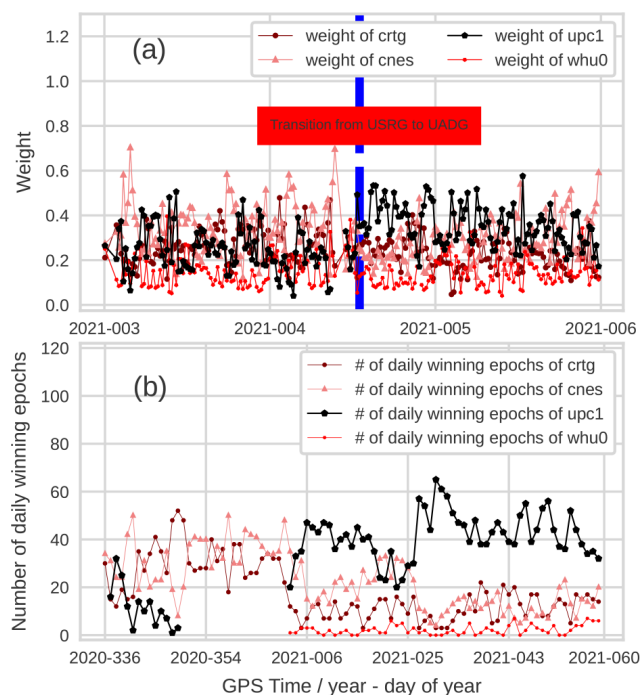 (a)
weight of crtg
weight of upc1
weight of cnes
weight of whu0
Transition from USRG to UADG
Weight
1.2
1.0
0.8
0.6
0.4
0.2
0.0
2021-003
2021-004
2021-005
2021-006
(b)
# of daily winning epochs of crtg
# of daily winning epochs of cnes
# of daily winning epochs of upc1
# of daily winning epochs of whu0
Number of daily winning epochs
120
100
80
60
40
20
0
2020-336
2020-354
2021-006
2021-025
2021-043
2021-060
GPS Time / year - day of year